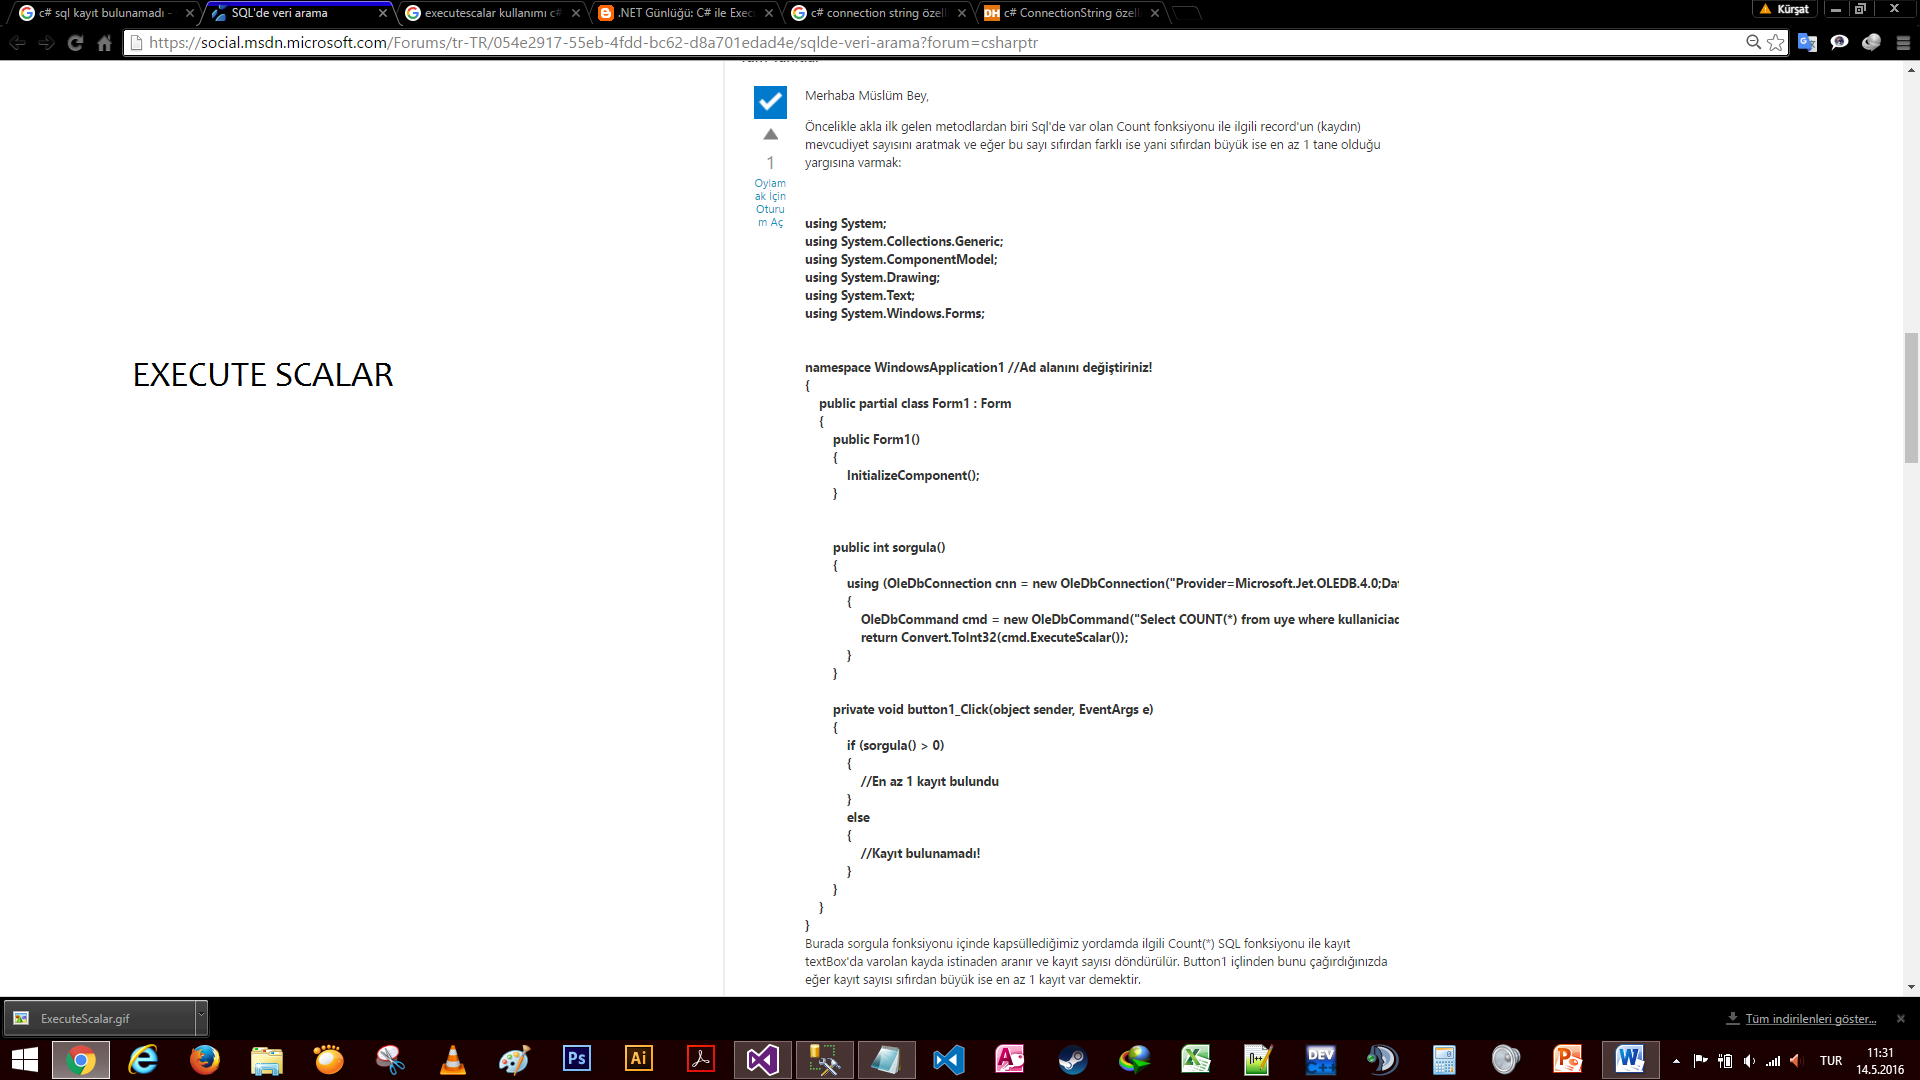 c# sql kayıt bulunamadı -
SQL'de veri arama
executescalar kullanımı c#
.NET Günlüğü: C# ile Exec
c# connection string özell
DH
c# ConnectionString özell
Kürşat
https://social.msdn.microsoft.com/Forums/tr-TR/054e2917-55eb-4fdd-bc62-d8a701edad4e/sqlde-veri-arama?forum=csharptr
Merhaba Müslüm Bey,
Öncelikle akla ilk gelen metodlardan biri Sql'de var olan Count fonksiyonu ile ilgili record'un (kaydın)
mevcudiyet sayısını aratmak ve eğer bu sayı sıfırdan farklı ise yani sıfırdan büyük ise en az 1 tane olduğu
yargısına varmak:
1
Oylam
ak İçin
Oturu
m Aç
using System;
using System.Collections.Generic;
using System.ComponentModel;
using System.Drawing;
using System.Text;
using System.Windows.Forms;
EXECUTE SCALAR
namespace WindowsApplication1 //Ad alanını değiştiriniz!
{
public partial class Form1 : Form
{
public Form1()
{
InitializeComponent();
}
public int sorgula()
{
using (OleDbConnection cnn = new OleDbConnection("Provider=Microsoft.Jet.OLEDB.4.0;Dat
{
OleDbCommand cmd = new OleDbCommand("Select COUNT(*) from uye where kullaniciad
return Convert.ToInt32(cmd.ExecuteScalar());
}
}
private void button1_Click(object sender, EventArgs e)
{
if (sorgula() > 0)
{
//En az 1 kayıt bulundu
}
else
{
//Kayıt bulunamadı!
}
}
}
}
Burada sorgula fonksiyonu içinde kapsüllediğimiz yordamda ilgili Count(*) SQL fonksiyonu ile kayıt
textBox'da varolan kayda istinaden aranır ve kayıt sayısı döndürülür. Button1 içlinden bunu çağırdığınızda
eğer kayıt sayısı sıfırdan büyük ise en az 1 kayıt var demektir.
ExecuteScalar.gif
Tüm indirilenleri göster...
Ps
Ai
DEV
C++
TUR
11:31
14.5.2016